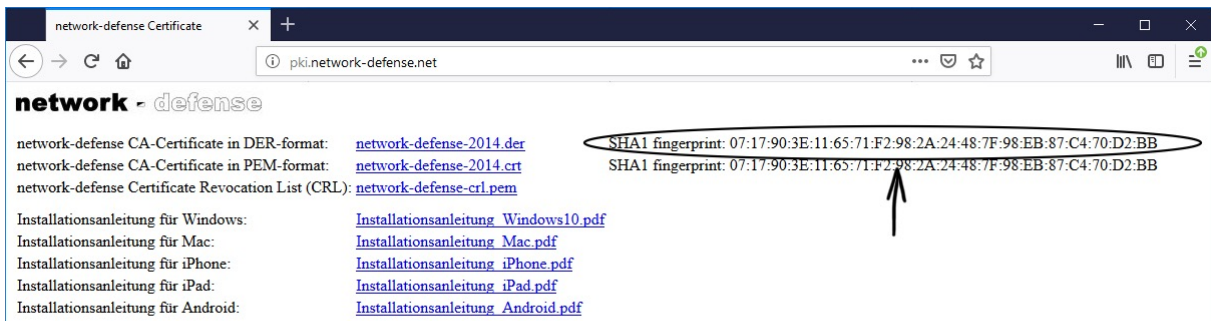 network-defense Certificate
pki.network-defense.net
network - defense
network-defense CA-Certificate in DER-format: network-defense-2014.der SHA1 fingerprint: 07:17:90:3E:11:65:71:F2:98:2A:24:48:7F:98:EB:87:C4:70:D2:BB
network-defense CA-Certificate in PEM-format: network-defense-2014.crt SHA1 fingerprint: 07:17:90:3E:11:65:71:F2:98:2A:24:48:7F:98:EB:87:C4:70:D2:BB
network-defense Certificate Revocation List (CRL): network-defense-crl.pem
Installationsanleitung für Windows: Installationsanleitung_Windows10.pdf
Installationsanleitung für Mac: Installationsanleitung_Mac.pdf
Installationsanleitung für iPhone: Installationsanleitung_iPhone.pdf
Installationsanleitung für iPad: Installationsanleitung_iPad.pdf
Installationsanleitung für Android: Installationsanleitung_Android.pdf